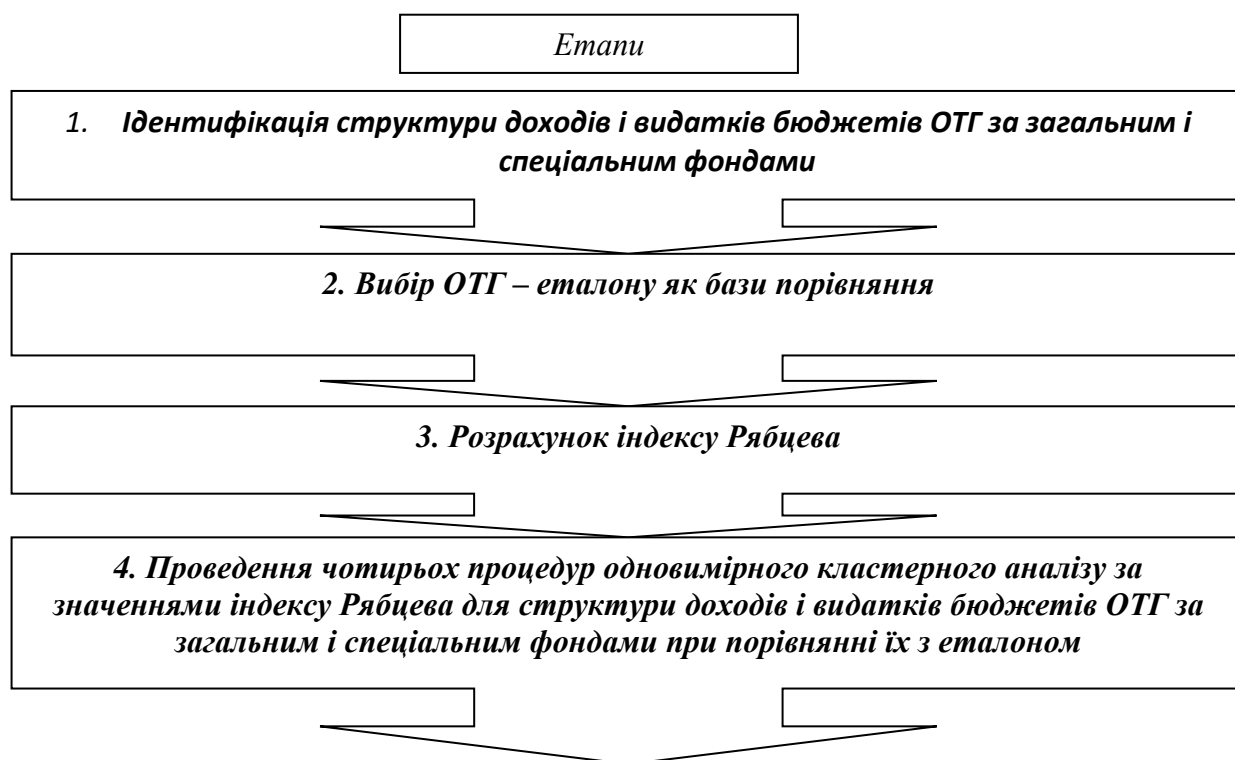 Етапи
1. Ідентифікація структури доходів і видатків бюджетів ОТГ за загальним і
спеціальним фондами
2. Вибір ОТГ – еталону як бази порівняння
3. Розрахунок індексу Рябцева
4. Проведення чотирьох процедур одновимірного кластерного аналізу за
значеннями індексу Рябцева для структури доходів і видатків бюджетів ОТГ за
загальним і спеціальним фондами при порівнянні їх з еталоном